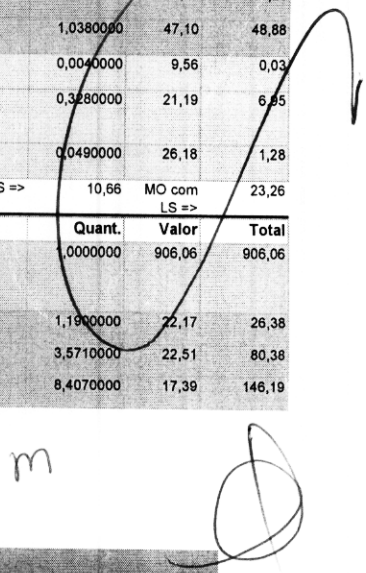 1,0380000 47,10 48,88
0,0040000 9,56 0,03
0,3280000 21,19 6,95
0,0490000 26,18 1,28
S => 10,66 MO com 23,26
LS =>
Quant. Valor Total
1,0000000 906,06 906,06
1,1900000 22,17 26,38
3,5710000 22,51 80,38
8,4070000 17,39 146,19
m